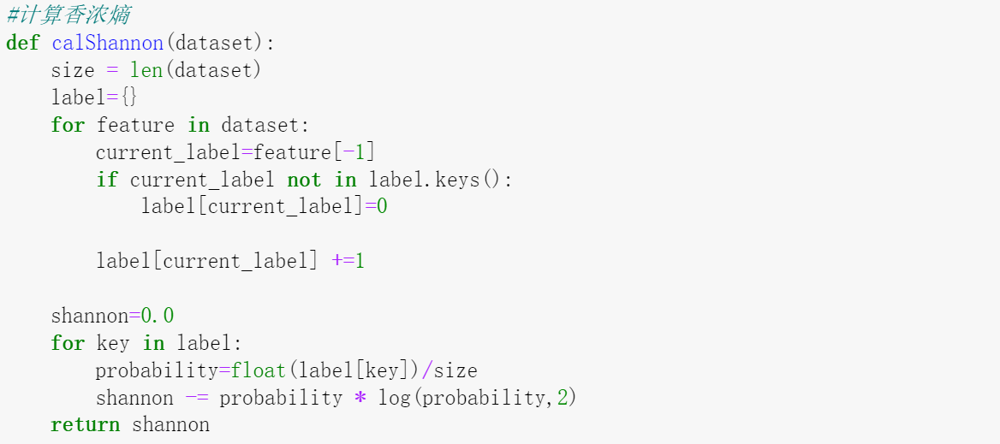 #计算香浓熵
def calShannon(dataset):
    size = len(dataset)
    label={}
    for feature in dataset:
        current_label=feature[-1]
        if current_label not in label.keys():
            label[current_label]=0
        label[current_label] +=1
    shannon=0.0
    for key in label:
        probability=float(label[key])/size
        shannon -= probability * log(probability,2)
    return shannon